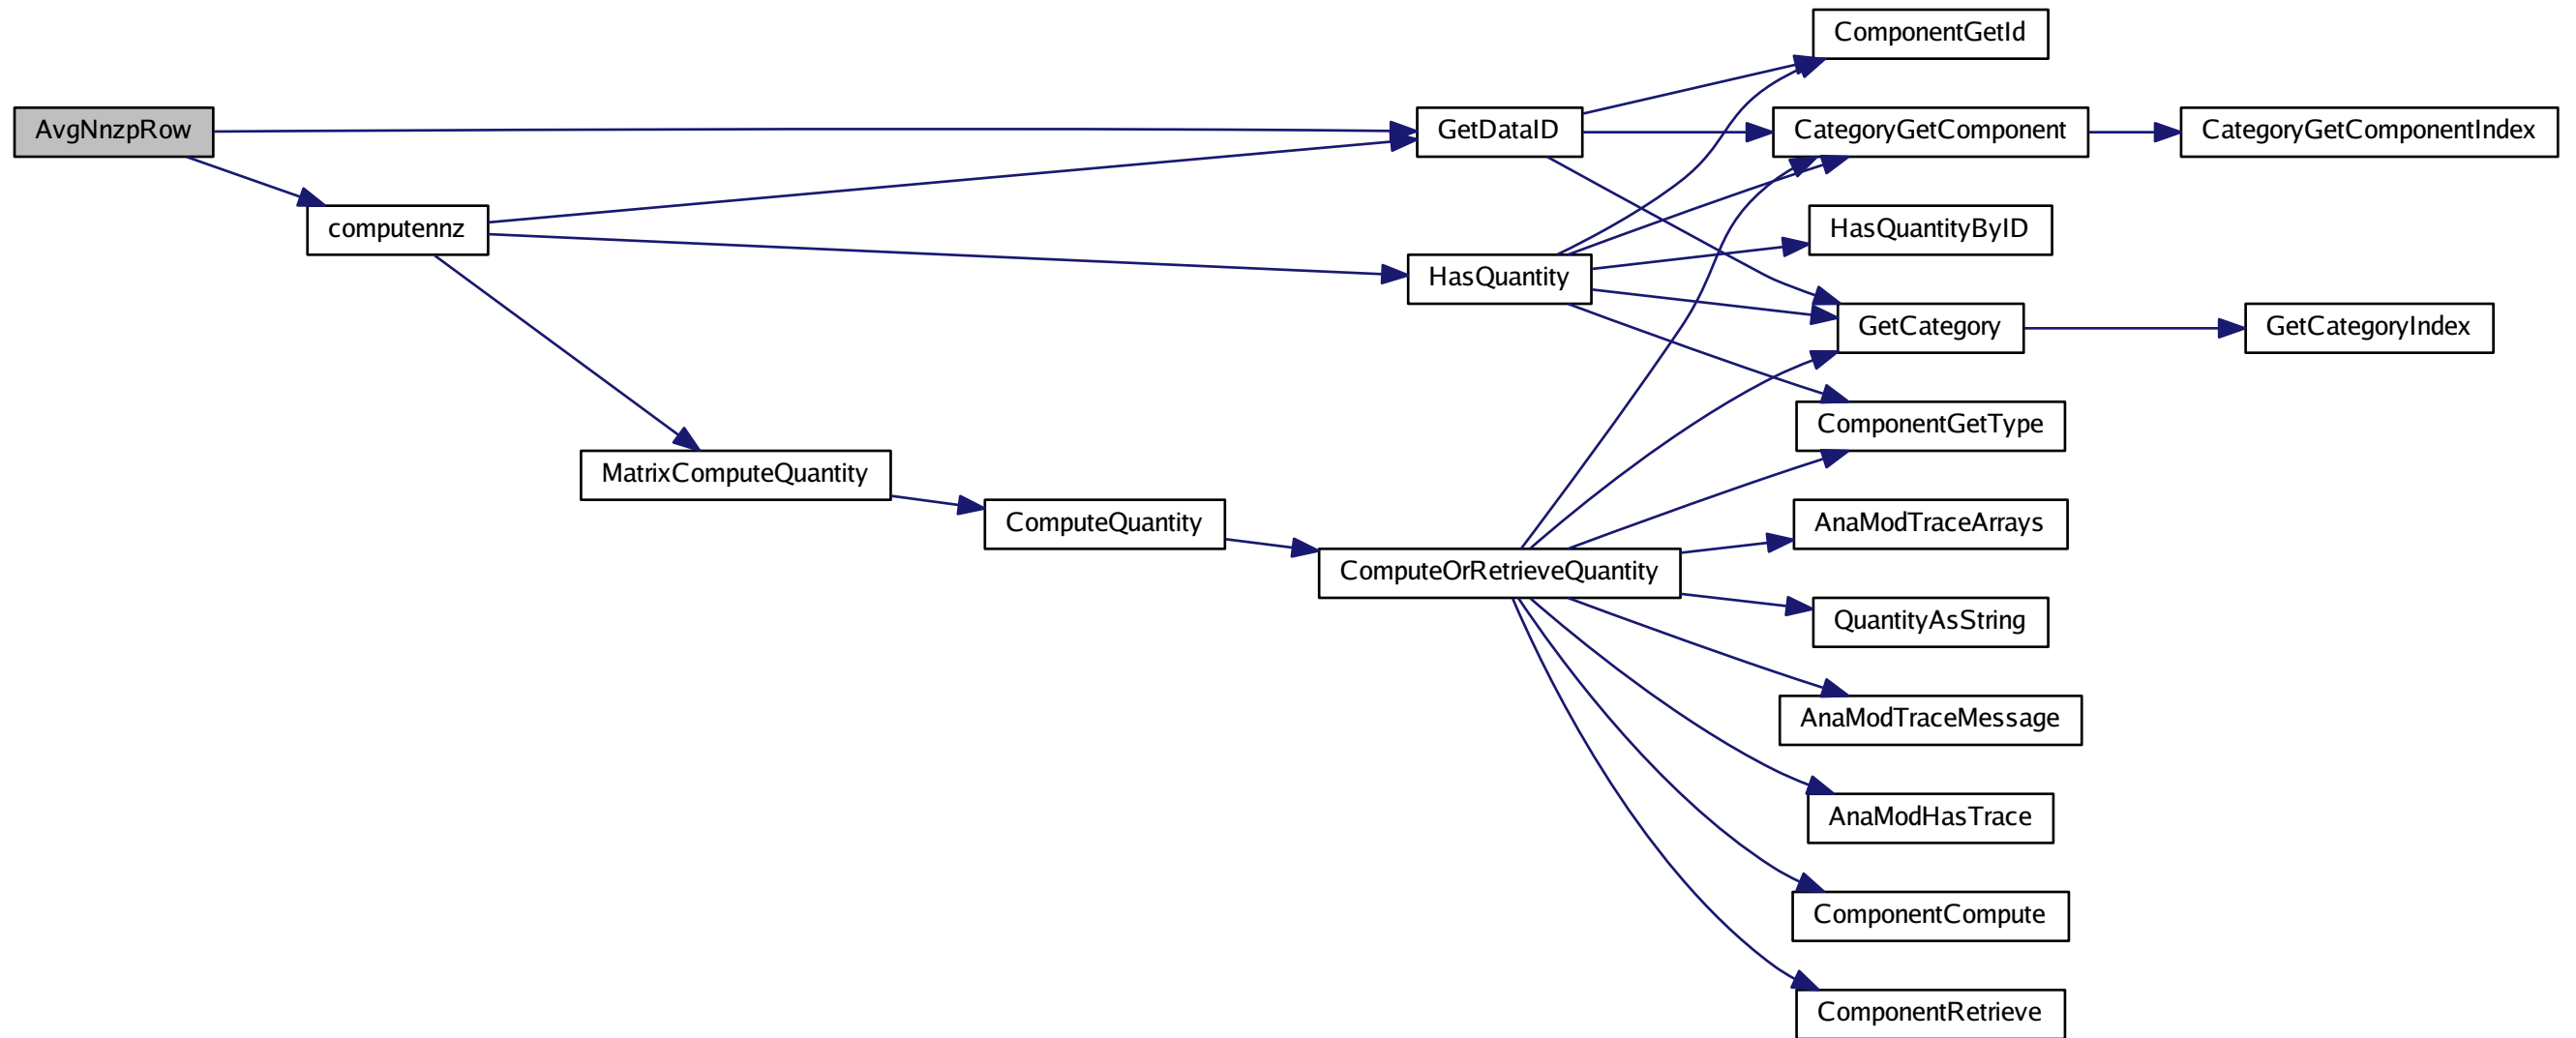 ComponentGetId
AvgNnzpRow
GetDataID
CategoryGetComponent
CategoryGetComponentIndex
computennz
HasQuantityByID
HasQuantity
GetCategory
GetCategoryIndex
ComponentGetType
MatrixComputeQuantity
ComputeQuantity
AnaModTraceArrays
ComputeOrRetrieveQuantity
QuantityAsString
AnaModTraceMessage
AnaModHasTrace
ComponentCompute
ComponentRetrieve